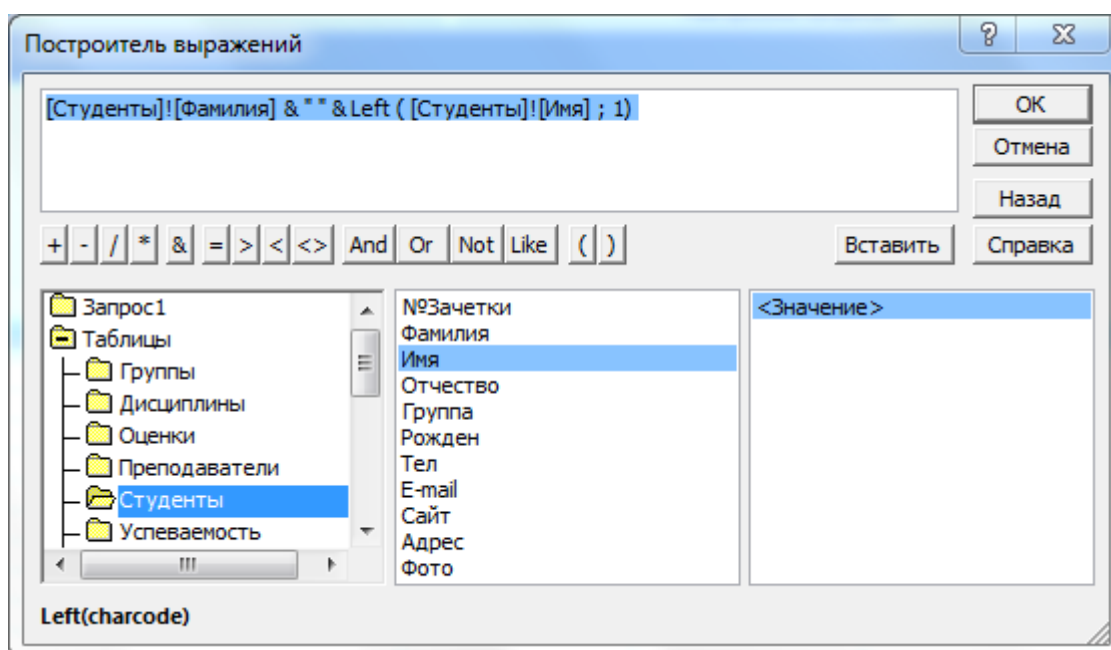 Построитель выражений
[Студенты]![Фамилия] & " " & Left ( [Студенты]![Имя] ; 1)
ОК
Отмена
Назад
+ - / * & = > < <> And Or Not Like ( ) Вставить Справка
Запрос1
Таблицы
Группы
Дисциплины
Оценки
Преподаватели
Студенты
Успеваемость
№Зачетки
Фамилия
Имя
Отчество
Группа
Рожден
Тел
E-mail
Сайт
Адрес
Фото
<Значение>
Left(charcode)